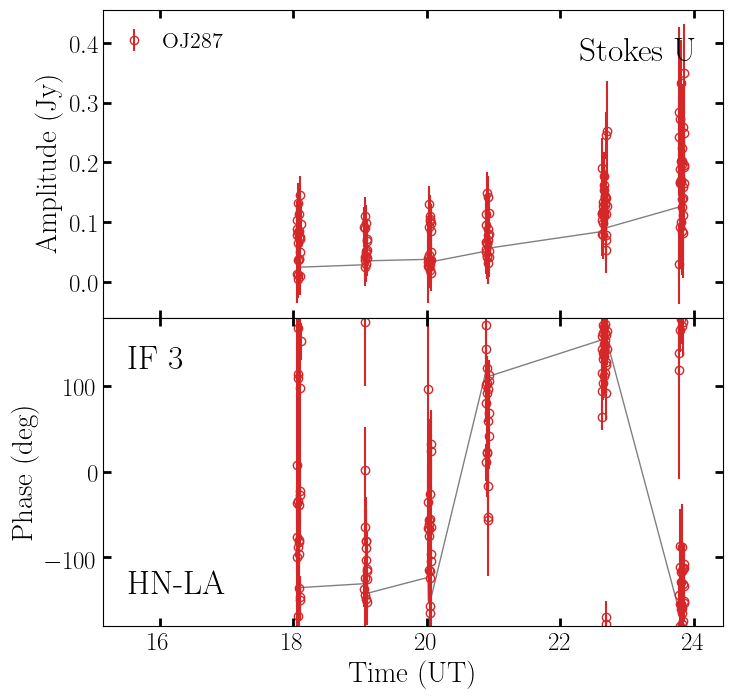 OJ287
Stokes U
Amplitude (Jy)
0.4
0.3
0.2
0.1
0.0
IF 3
HN-LA
Phase (deg)
100
0
−100
16 18 20 22 24
Time (UT)